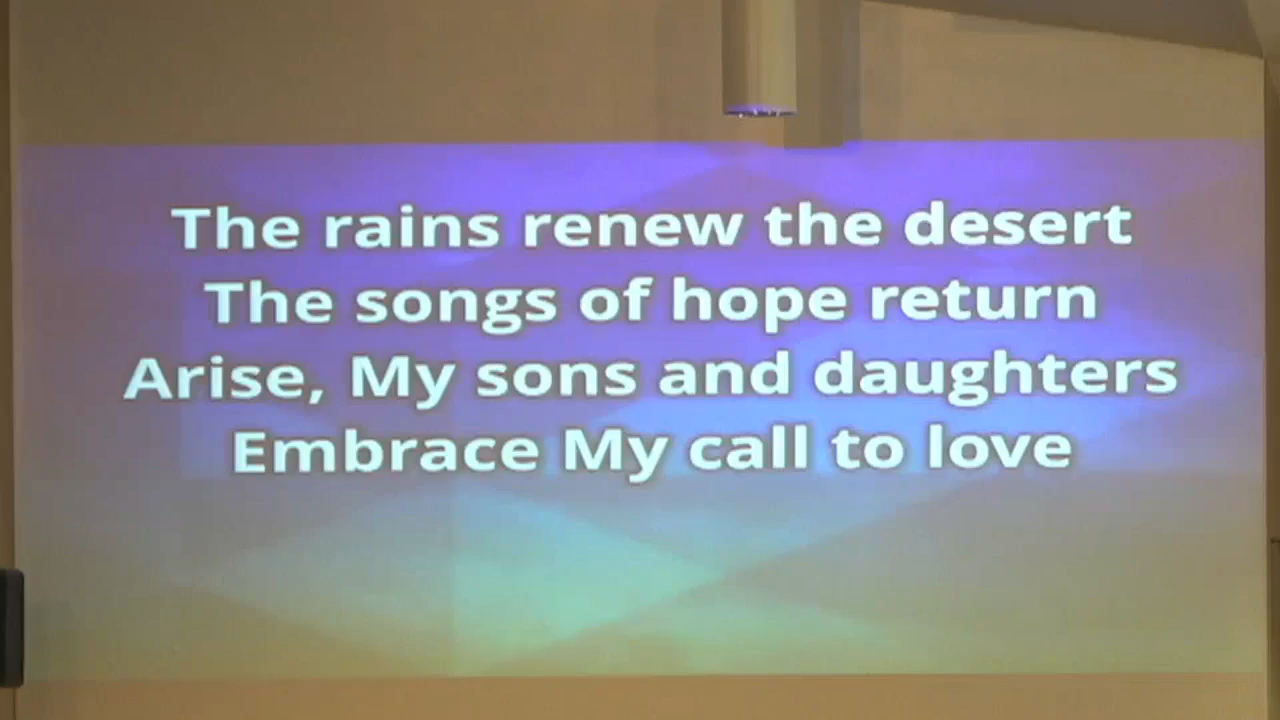 The rains renew the desert
The songs of hope return
Arise, My sons and daughters
Embrace My call to love